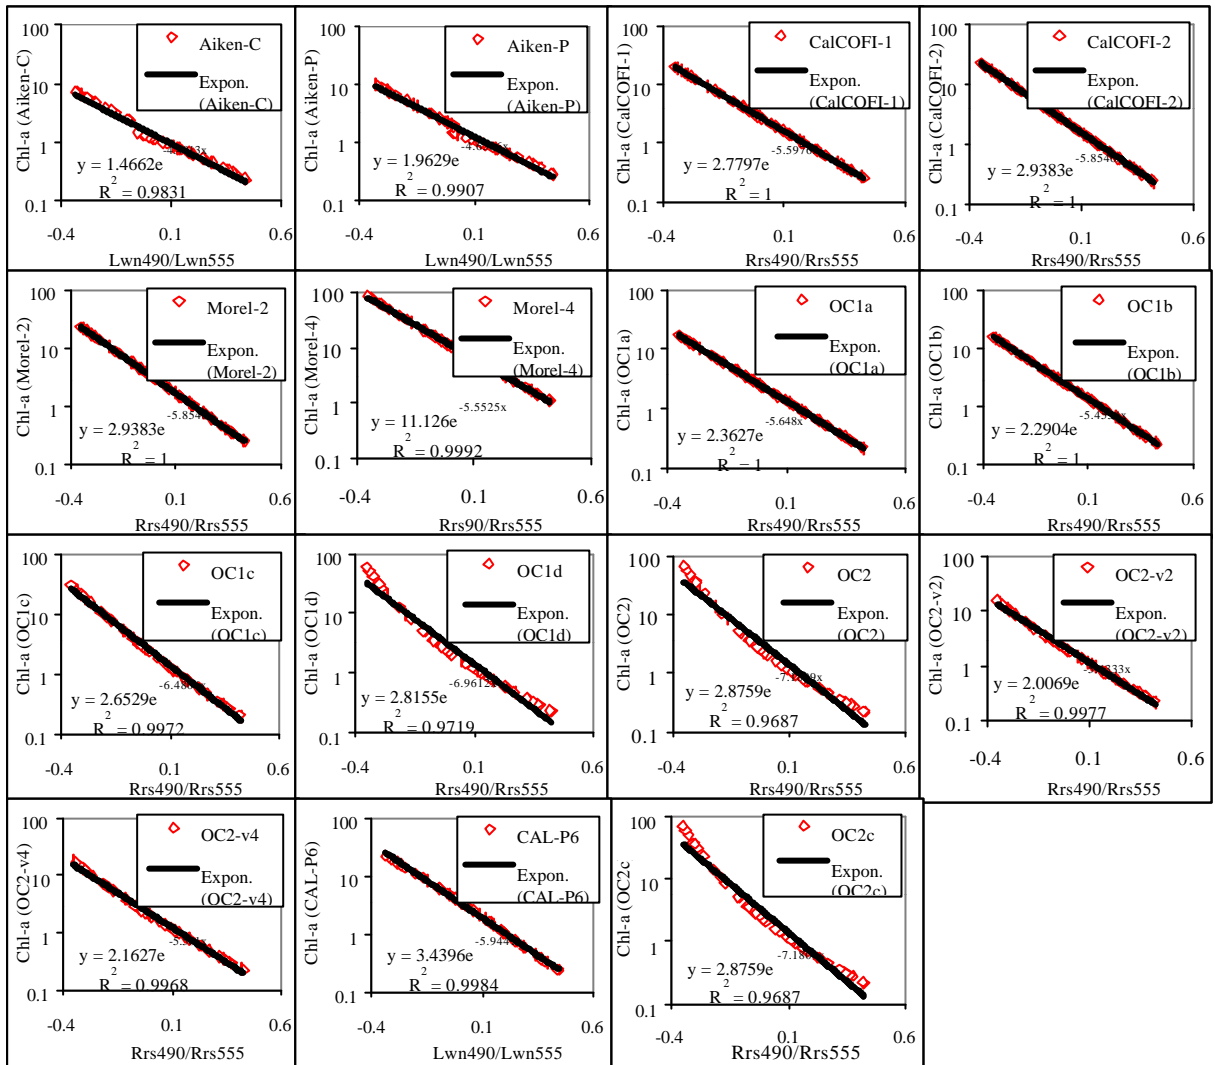 100
10
1
0.1
-0.4
0.1
0.6
Chl-a (Aiken-C)
Aiken-C
Expon.
(Aiken-C)
y = 1.4662e
R² = 0.9831
Lwn490/Lwn555
100
10
1
0.1
-0.4
0.1
0.6
Chl-a (Aiken-P)
Aiken-P
Expon.
(Aiken-P)
y = 1.9629e
R² = 0.9907
Lwn490/Lwn555
100
10
1
0.1
-0.4
0.1
0.6
Chl-a (CalCOFI-1)
CalCOFI-1
Expon.
(CalCOFI-1)
y = 2.7797e
R² = 1
Rrs490/Rrs555
100
10
1
0.1
-0.4
0.1
0.6
Chl-a (CalCOFI-2)
CalCOFI-2
Expon.
(CalCOFI-2)
y = 2.9383e
R² = 1
Rrs490/Rrs555
100
10
1
0.1
-0.4
0.1
0.6
Chl-a (Morel-2)
Morel-2
Expon.
(Morel-2)
y = 2.9383e
R² = 1
Rrs490/Rrs555
100
10
1
0.1
-0.4
0.1
0.6
Chl-a (Morel-4)
Morel-4
Expon.
(Morel-4)
-5.5525x
y = 11.126e
R² = 0.9992
Rrs90/Rrs555
100
10
1
0.1
-0.4
0.1
0.6
Chl-a (OC1a)
OC1a
Expon.
(OC1a)
-5.648x
y = 2.3627e
R² = 1
Rrs490/Rrs555
100
10
1
0.1
-0.4
0.1
0.6
Chl-a (OC1b)
OC1b
Expon.
(OC1b)
y = 2.2904e
R² = 1
Rrs490/Rrs555
100
10
1
0.1
-0.4
0.1
0.6
Chl-a (OC1c)
OC1c
Expon.
(OC1c)
y = 2.6529e
R² = 0.9972
Rrs490/Rrs555
100
10
1
0.1
-0.4
0.1
0.6
Chl-a (OC1d)
OC1d
Expon.
(OC1d)
y = 2.8155e
R² = 0.9719
Rrs490/Rrs555
100
10
1
0.1
-0.4
0.1
0.6
Chl-a (OC2)
OC2
Expon.
(OC2)
y = 2.8759e
R² = 0.9687
Rrs490/Rrs555
100
10
1
0.1
-0.4
0.1
0.6
Chl-a (OC2-v2)
OC2-v2
Expon.
(OC2-v2)
y = 2.0069e
R² = 0.9977
Rrs490/Rrs555
100
10
1
0.1
-0.4
0.1
0.6
Chl-a (OC2-v4)
OC2-v4
Expon.
(OC2-v4)
y = 2.1627e
R² = 0.9968
Rrs490/Rrs555
100
10
1
0.1
-0.4
0.1
0.6
Chl-a (CAL-P6)
CAL-P6
Expon.
(CAL-P6)
y = 3.4396e
R² = 0.9984
Lwn490/Lwn555
100
10
1
0.1
-0.4
0.1
0.6
Chl-a (OC2c)
OC2c
Expon.
(OC2c)
y = 2.8759e
R² = 0.9687
Rrs490/Rrs555